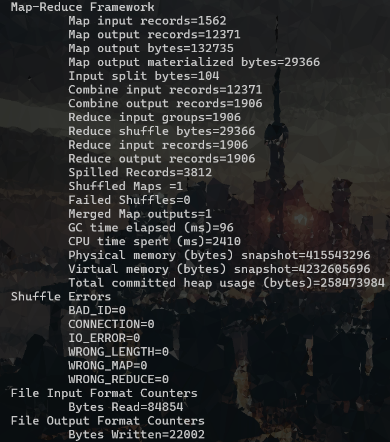 Map-Reduce Framework
Map input records=1562
Map output records=12371
Map output bytes=132735
Map output materialized bytes=29366
Input split bytes=104
Combine input records=12371
Combine output records=1906
Reduce input groups=1906
Reduce shuffle bytes=29366
Reduce input records=1906
Reduce output records=1906
Spilled Records=3812
Shuffled Maps =1
Failed Shuffles=0
Merged Map outputs=1
GC time elapsed (ms)=96
CPU time spent (ms)=2410
Physical memory (bytes) snapshot=415543296
Virtual memory (bytes) snapshot=4232605696
Total committed heap usage (bytes)=258473984
Shuffle Errors
BAD_ID=0
CONNECTION=0
IO_ERROR=0
WRONG_LENGTH=0
WRONG_MAP=0
WRONG_REDUCE=0
File Input Format Counters
Bytes Read=84854
File Output Format Counters
Bytes Written=22002